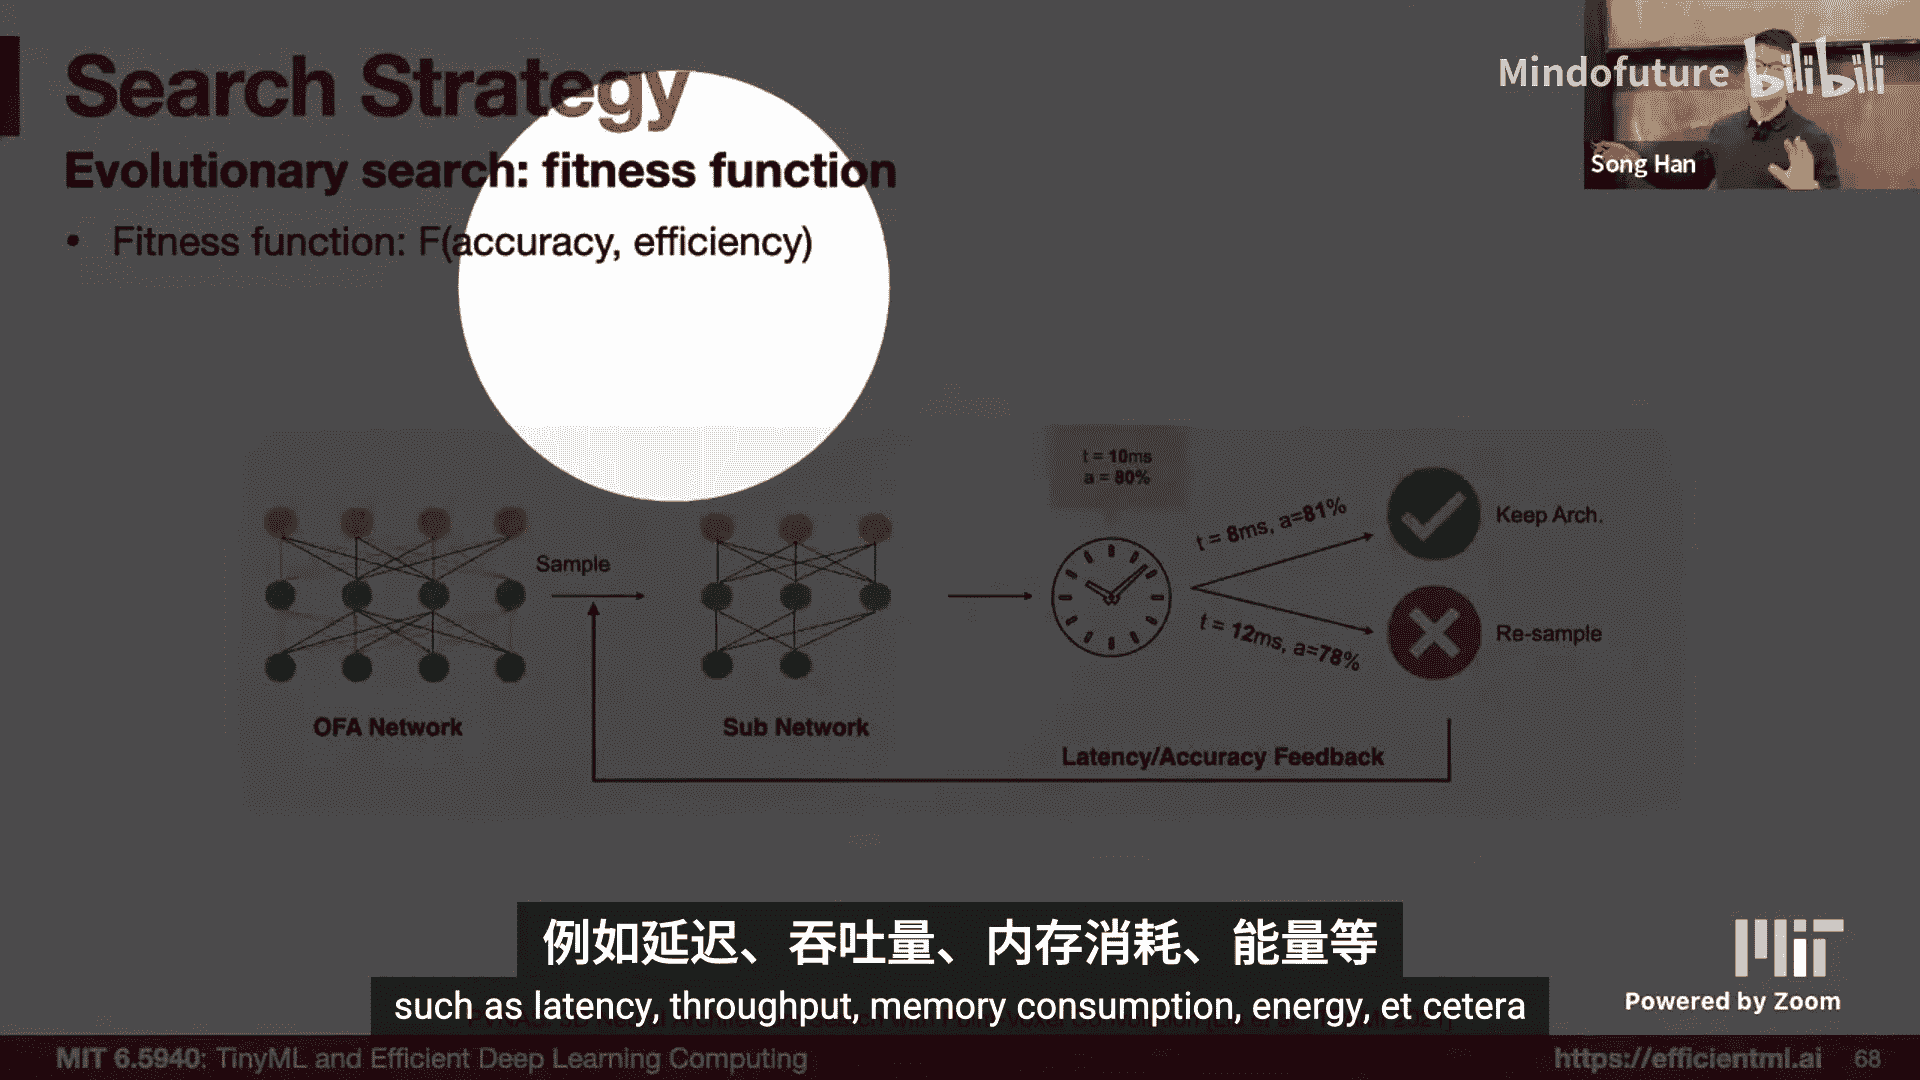 Search Strategy
Mindofuture bilibili
Evolutionary search: fitness function
Song Han
• Fitness function: F(accuracy, efficiency)
t = 10ms
a = 80%
t = 8ms, a=81%
Keep Arch.
Sample
t = 12ms, a=78%
Re-sample
OFA Network
Sub Network
Latency/Accuracy Feedback
例如延迟、吞吐量、内存消耗、能量等
such as latency, throughput, memory consumption, energy, et cetera
MIT
Powered by Zoom
MIT 6.5940: TinyML and Efficient Deep Learning Computing
https://efficientml.ai 68